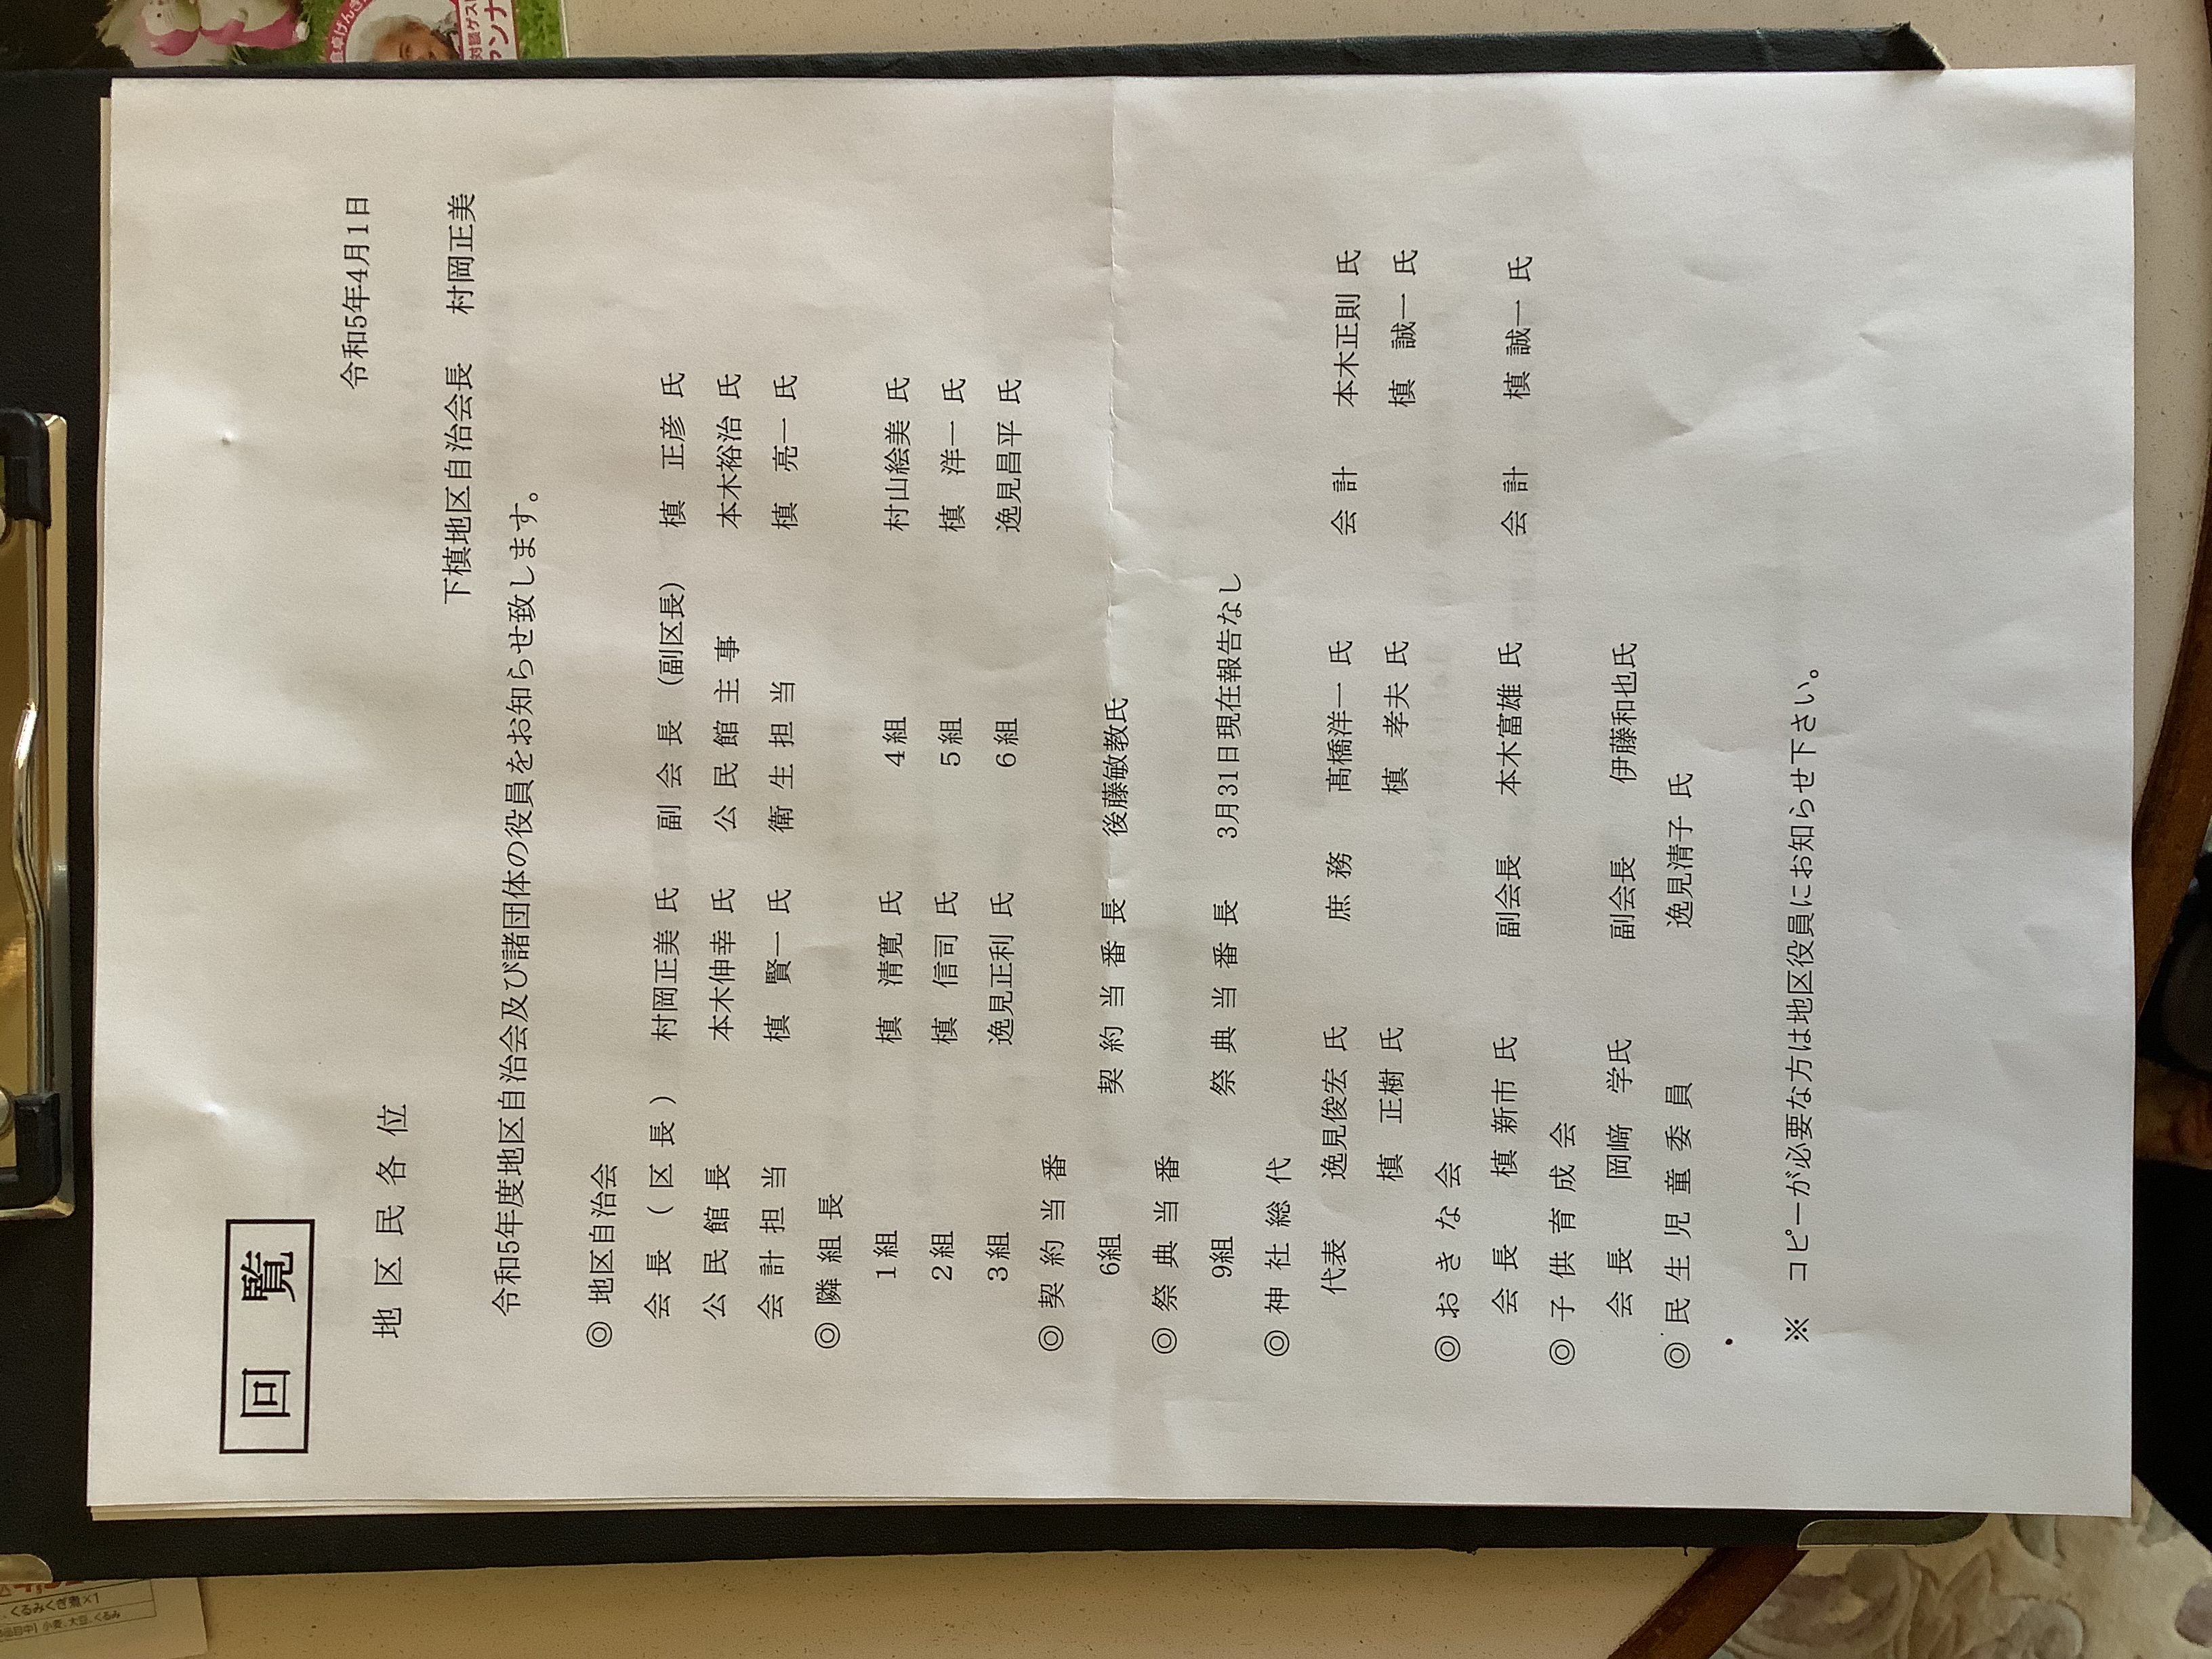 回 覧
令和5年4月1日
地区民各位
下槙地区自治会長 村岡正美
令和5年度地区自治会及び諸団体の役員をお知らせ致します。
◎ 地区自治会
会長（区長） 村岡正美 氏 副会長（副区長） 槙 正彦 氏
公民館長 本木伸幸 氏 公民館主事 本木裕治 氏
会計担当 槙 賢一 氏 衛生担当 槙 亮一 氏
◎ 隣組長
1組 槙 清寛 氏 4組 村山絵美 氏
2組 槙 信司 氏 5組 槙 洋一 氏
3組 逸見正利 氏 6組 逸見昌平 氏
◎ 契約当番
6組 契約当番長 後藤敏教氏
◎ 祭典当番
9組 祭典当番長 3月31日現在報告なし
◎ 神社総代
代表 逸見俊宏 氏 庶務 髙橋洋一 氏 会計 本木正則 氏
槙 正樹 氏 槙 孝夫 氏 槙 誠一 氏
◎ おきな会
会長 槙 新市 氏 副会長 本木富雄 氏 会計 槙 誠一 氏
◎ 子供育成会
会長 岡﨑 学氏 副会長 伊藤和也氏
◎ 民生児童委員 逸見清子 氏
※ コピーが必要な方は地区役員にお知らせ下さい。
くるみくぎ煮×1
対談ゲス
アンナ